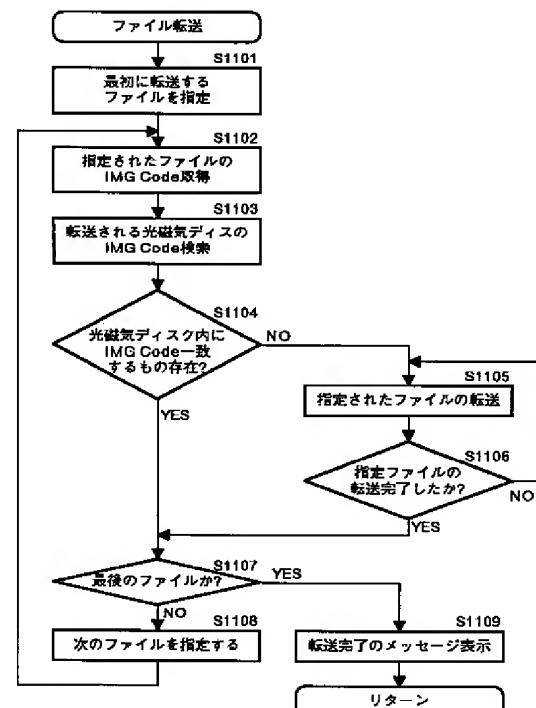 ファイル転送
S1101
最初に転送する
ファイルを指定
S1102
指定されたファイルの
IMG Code取得
S1103
転送される光磁気ディスの
IMG Code検索
S1104
光磁気ディスク内に
IMG Code一致
するもの存在?
NO
YES
S1105
指定されたファイルの転送
S1106
指定ファイルの
転送完了したか?
NO
YES
S1107
最後のファイルか?
YES
NO
S1108
次のファイルを指定する
S1109
転送完了のメッセージ表示
リターン